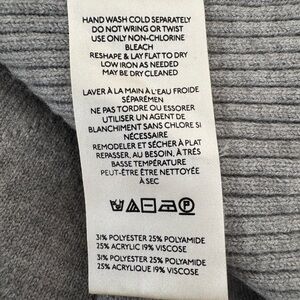 HAND WASH COLD SEPARATELY
DO NOT WRING OR TWIST
USE ONLY NON-CHLORINE
BLEACH
RESHAPE & LAY FLAT TO DRY
LOW IRON AS NEEDED
MAY BE DRY CLEANED
LAVER À LA MAIN À L'EAU FROIDE
SÉPARÉMEN
NE PAS TORDRE OU ESSORER
UTILISER UN AGENT DE
BLANCHIMENT SANS CHLORE SI
NÉCESSAIRE
REMODELER ET SÉCHER À PLAT
REPASSER, AU BESOIN, À TRÈS
BASSE TEMPÉRATURE
PEUT-ÊTRE ÊTRE NETTOYÉE
À SEC
P
31% POLYESTER 25% POLYAMIDE
25% ACRYLIC 19% VISCOSE
31% POLYESTER 25% POLYAMIDE
25% ACRYLIQUE 19% VISCOSE